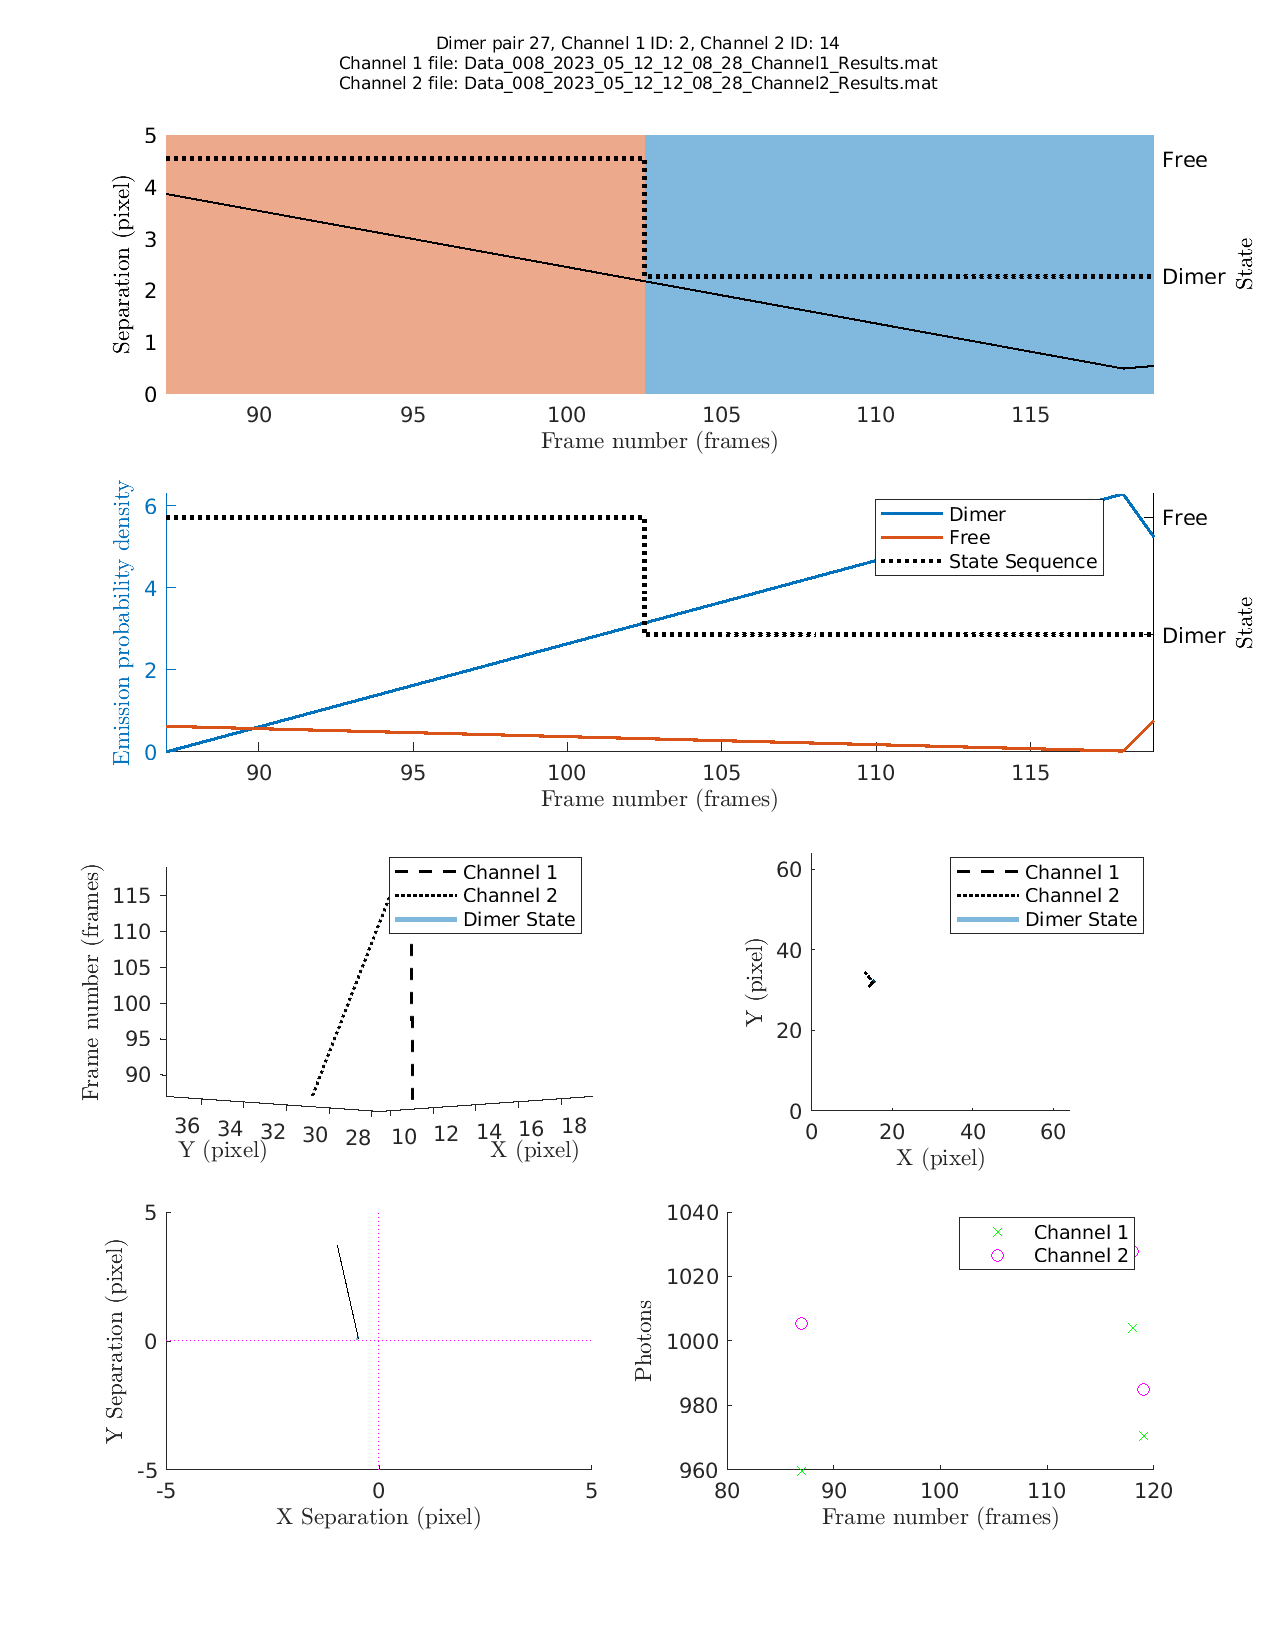 Dimer pair 27, Channel 1 ID: 2, Channel 2 ID: 14
Channel 1 file: Data_008_2023_05_12_12_08_28_Channel1_Results.mat
Channel 2 file: Data_008_2023_05_12_12_08_28_Channel2_Results.mat
5
4
3
2
1
0
Separation (pixel)
90 95 100 105 110 115
Frame number (frames)
Free
Dimer
State
6
4
2
0
Emission probability density
90 95 100 105 110 115
Frame number (frames)
Dimer
Free
State Sequence
Free
Dimer
State
115
110
105
100
95
90
Frame number (frames)
36 34 32 30 28
Y (pixel)
10 12 14 16 18
X (pixel)
Channel 1
Channel 2
Dimer State
60
40
20
0
Y (pixel)
0 20 40 60
X (pixel)
Channel 1
Channel 2
Dimer State
5
0
-5
Y Separation (pixel)
-5 0 5
X Separation (pixel)
1040
1020
1000
980
960
Photons
80 90 100 110 120
Frame number (frames)
Channel 1
Channel 2